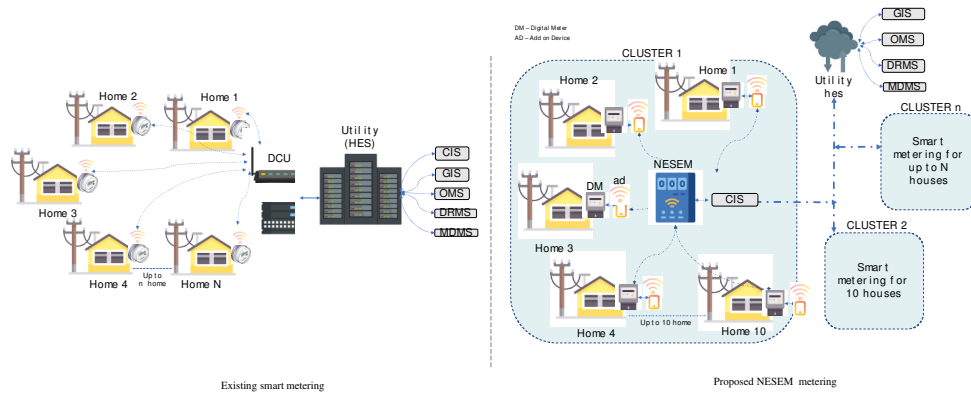 Home 2
Home 1
Home 3
Home 4
Up to
n home
Home N
DCU
Utility
(HES)
CIS
GIS
OMS
DRMS
MDMS
Existing smart metering
DM – Digital Meter
AD – Add on Device
CLUSTER 1
Home 2
Home 1
DM
ad
Home 3
NESEM
CIS
Home 4
Up to 10 home
Home 10
Utility
hes
GIS
OMS
DRMS
MDMS
CLUSTER n
Smart
metering for
up to N
houses
CLUSTER 2
Smart
metering for
10 houses
Proposed NESEM metering